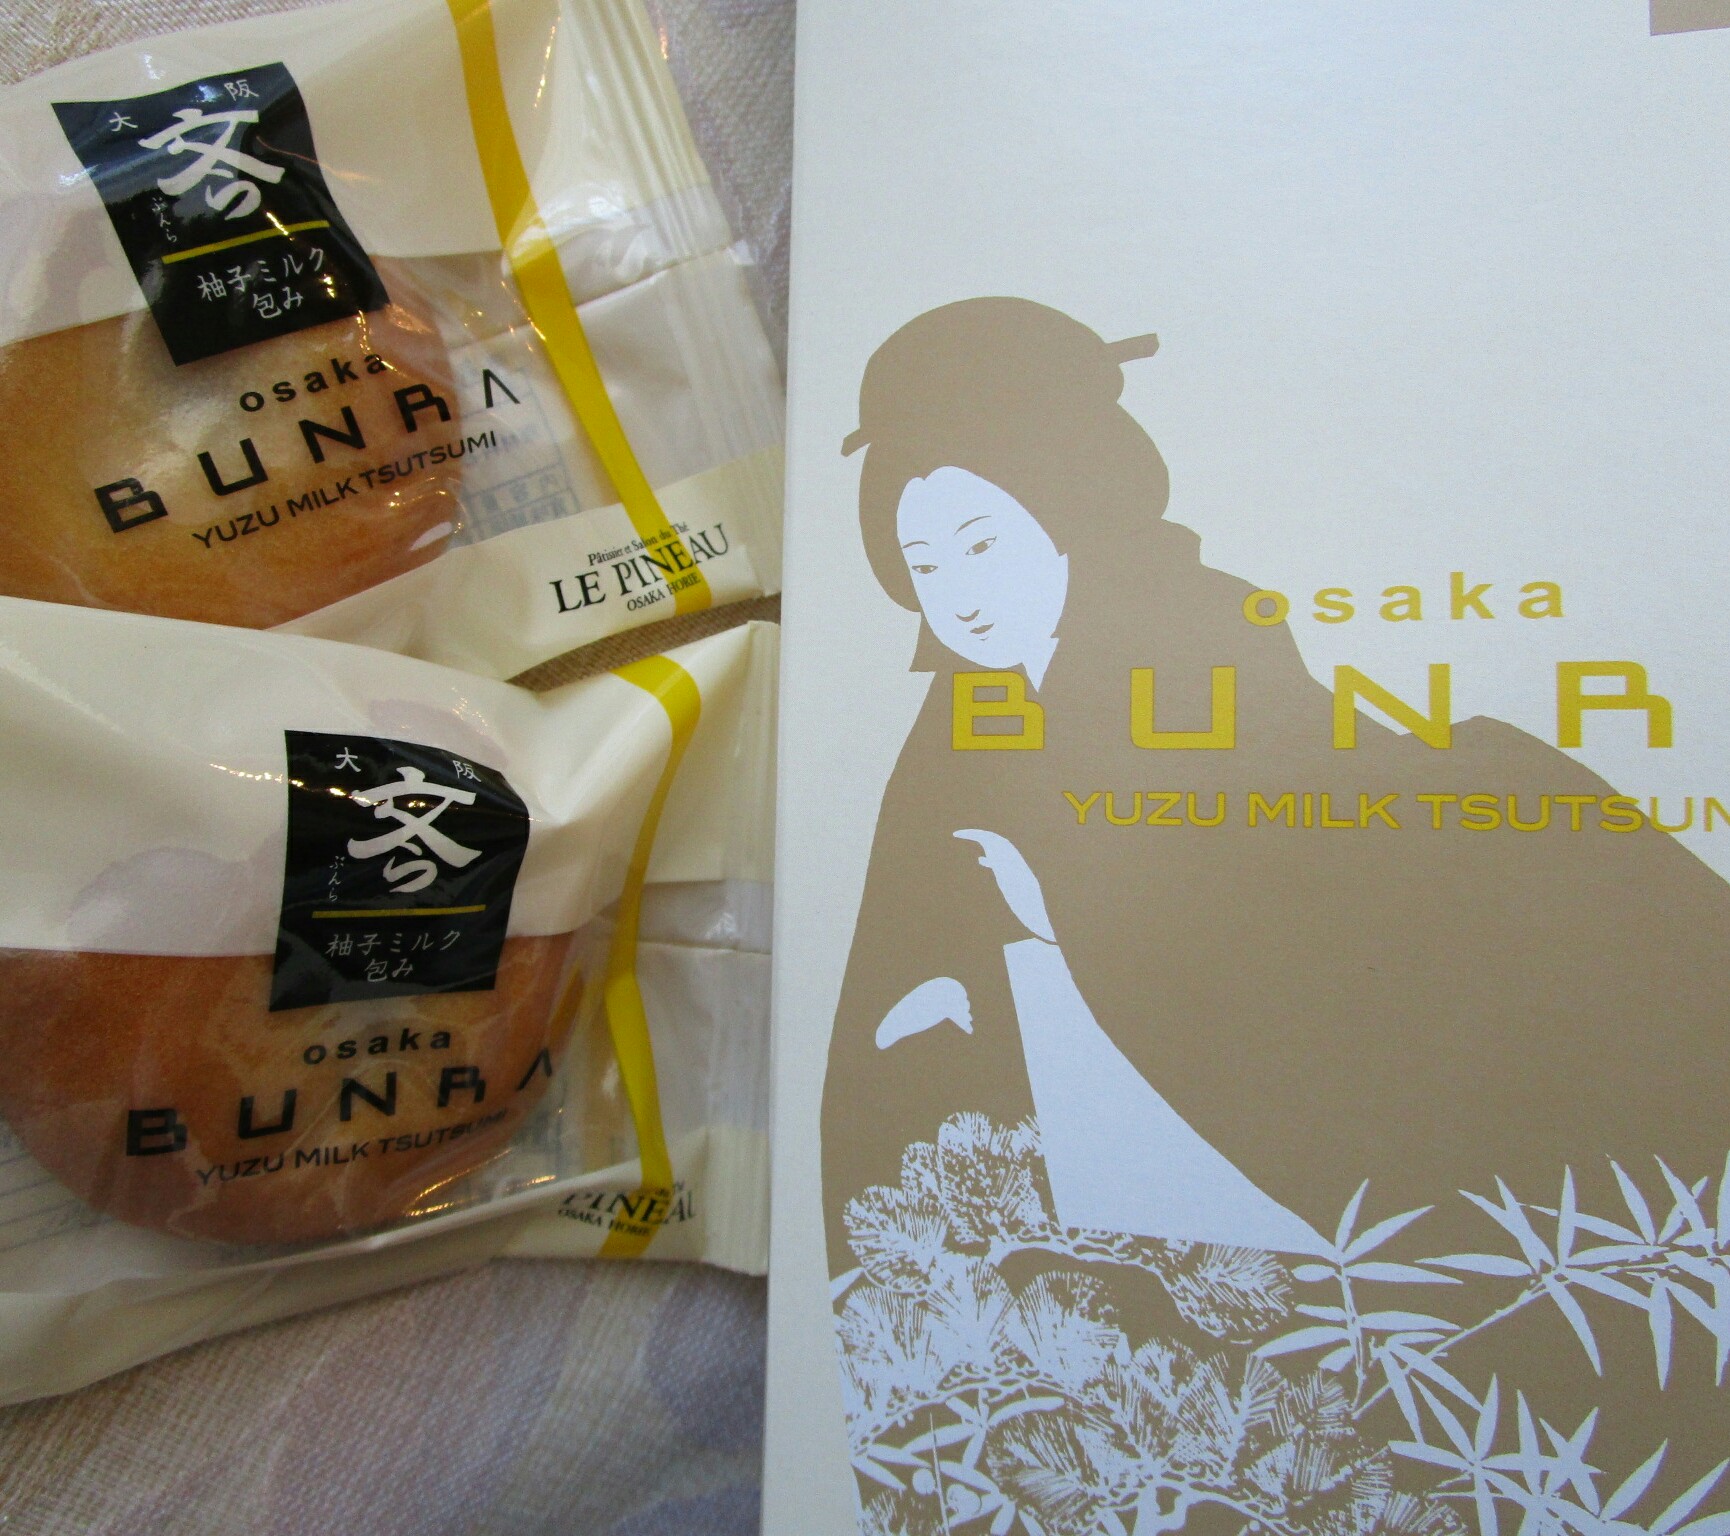 大阪
文ら
ぶんら
柚子ミルク
包み
osaka
BUNRA
YUZU MILK TSUTSUMI
Pâtissier et Salon du Thé
LE PINEAU
OSAKA HORIE
大阪
文ら
ぶんら
柚子ミルク
包み
osaka
BUNRA
YUZU MILK TSUTSUMI
PINEAU
OSAKA HORIE
osaka
BUNR
YUZU MILK TSUTSUM